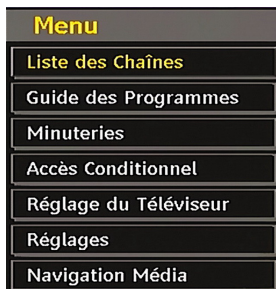 Menu
Liste des Chaînes
Guide des Programmes
Minuteries
Accès Conditionnel
Réglage du Téléviseur
Réglages
Navigation Média